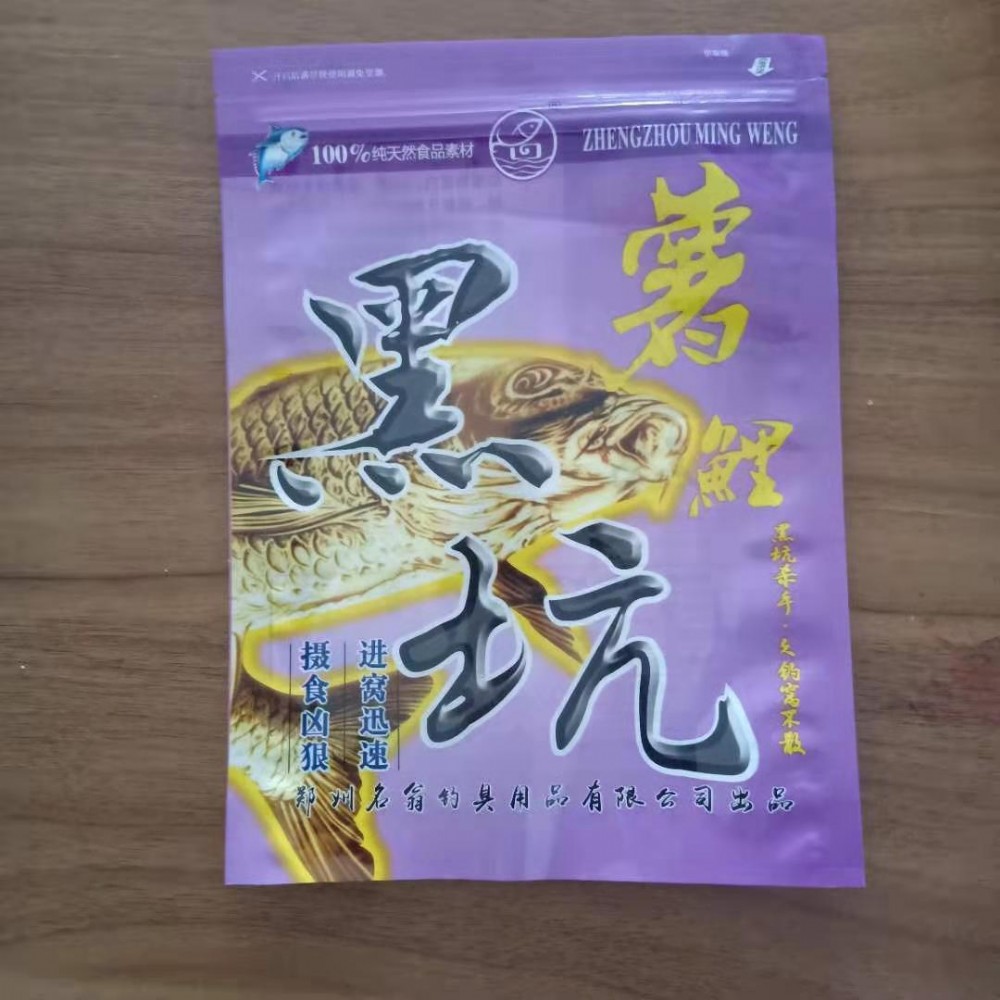 100%纯天然食品素材
ZHENGZHOU MING WENG
薯鲤
黑坑
黑坑杀手·久钓窝不散
进窝迅速
摄食凶狠
郑州名翁钓具用品有限公司出品